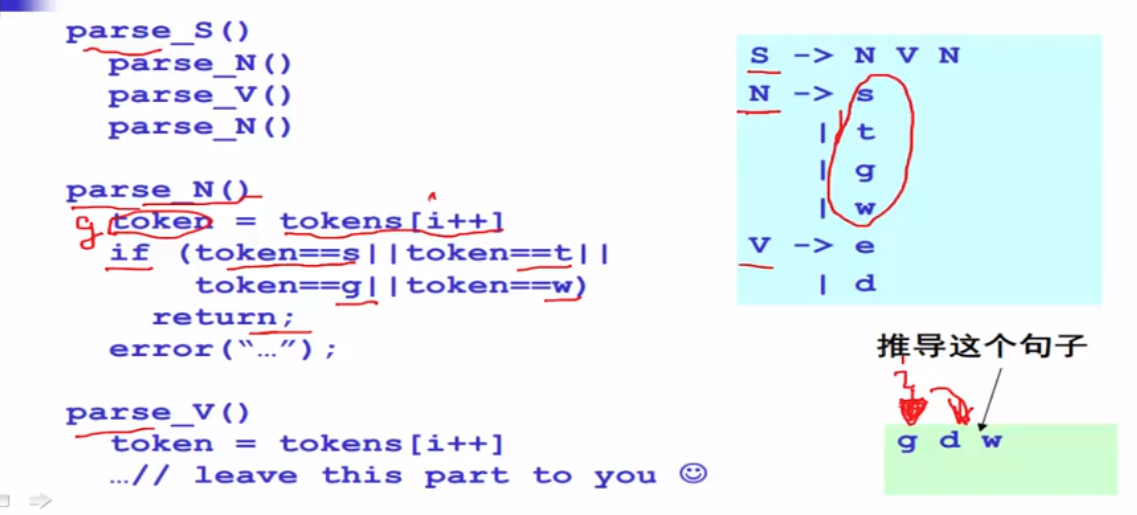 parse_S()
parse_N()
parse_V()
parse_N()
parse_N()
g token = tokens[i++]
if (token==s||token==t||
token==g||token==w)
return;
error(“…”);
parse_V()
token = tokens[i++]
…// leave this part to you ☺
S -> N V N
N -> s
| t
| g
| w
V -> e
| d
推导这个句子
g d w